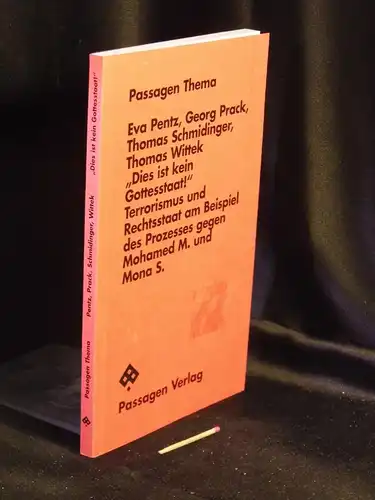 Passagen Thema
Eva Pentz, Georg Prack,
Thomas Schmidinger,
Thomas Wittek
„Dies ist kein
Gottesstaat!“
Terrorismus und
Rechtsstaat am Beispiel
des Prozesses gegen
Mohamed M. und
Mona S.
Passagen Verlag
Passagen Thema Pentz, Prack, Schmidinger, Wittek „Dies ist kein Gottesstaat!“